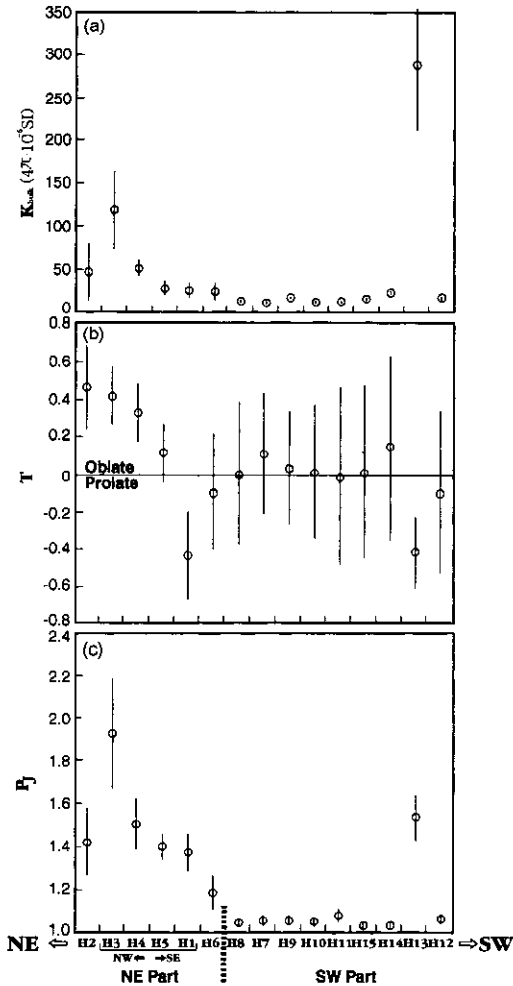 (a)
350
300
250
200
150
100
50
0
K_bulk (4π·10⁻⁶SI)
(b)
0.8
0.6
0.4
0.2
0
-0.2
-0.4
-0.6
-0.8
T
Oblate
Prolate
(c)
2.4
2.2
2.0
1.8
1.6
1.4
1.2
1.0
P_J
NE ⇐ H2 H3 H4 H5 H1 H6 H8 H7 H9 H10 H11 H15 H14 H13 H12 ⇒ SW
NW← →SE
NE Part SW Part